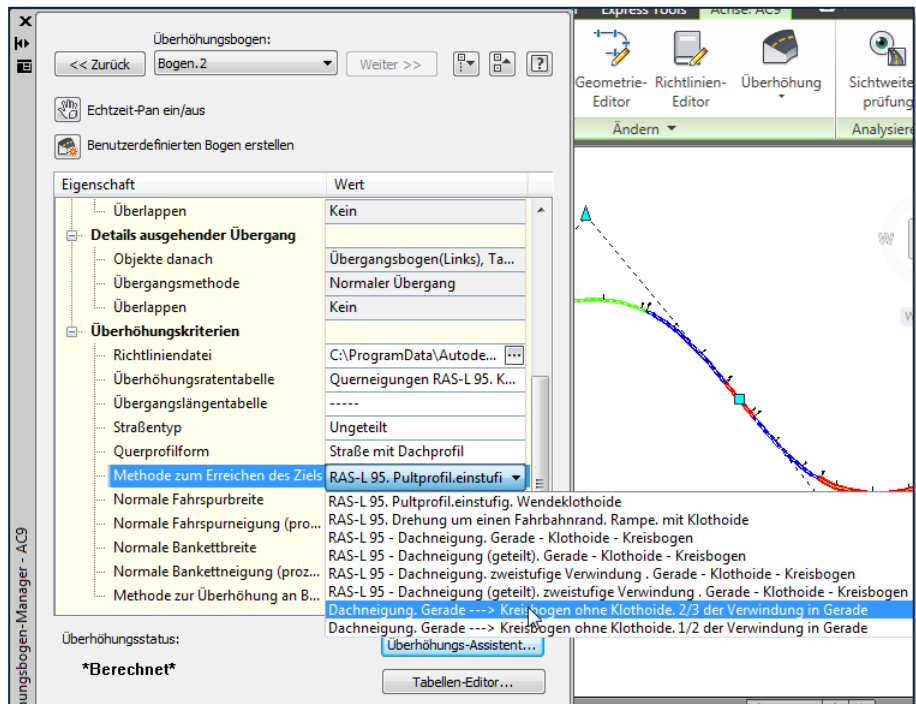 Express Tools
Achse: AC9
Überhöhungsbogen:
<< Zurück
Bogen.2
Weiter >>
?
Echtzeit-Pan ein/aus
Benutzerdefinierten Bogen erstellen
Eigenschaft Wert
Überlappen Kein
Details ausgehender Übergang
Objekte danach Übergangsbogen(Links), Ta...
Übergangsmethode Normaler Übergang
Überlappen Kein
Überhöhungskriterien
Richtliniendatei C:\ProgramData\Autode... ...
Überhöhungsratentabelle Querneigungen RAS-L 95. K...
Übergangslängentabelle -----
Straßentyp Ungeteilt
Querprofilform Straße mit Dachprofil
Methode zum Erreichen des Ziels RAS-L 95. Pultprofil.einstufi
Normale Fahrspurbreite
Normale Fahrspurneigung (pro...
Normale Bankettbreite
Normale Bankettneigung (proz...
Methode zur Überhöhung an B...
RAS-L 95. Pultprofil.einstufig. Wendeklothoide
RAS-L 95. Drehung um einen Fahrbahnrand. Rampe. mit Klothoide
RAS-L 95 - Dachneigung. Gerade - Klothoide - Kreisbogen
RAS-L 95 - Dachneigung (geteilt). Gerade - Klothoide - Kreisbogen
RAS-L 95 - Dachneigung. zweistufige Verwindung . Gerade - Klothoide - Kreisbogen
RAS-L 95 - Dachneigung (geteilt). zweistufige Verwindung . Gerade - Klothoide - Kreisbogen
Dachneigung. Gerade ---> Kreisbogen ohne Klothoide. 2/3 der Verwindung in Gerade
Dachneigung. Gerade ---> Kreisbogen ohne Klothoide. 1/2 der Verwindung in Gerade
Überhöhungsstatus:
*Berechnet*
Überhöhungs-Assistent...
Tabellen-Editor...
ungsbogen-Manager - AC9
Geometrie-
Editor
Richtlinien-
Editor
Überhöhung
Sichtweite
prüfung
Ändern
Analysiere
W
W